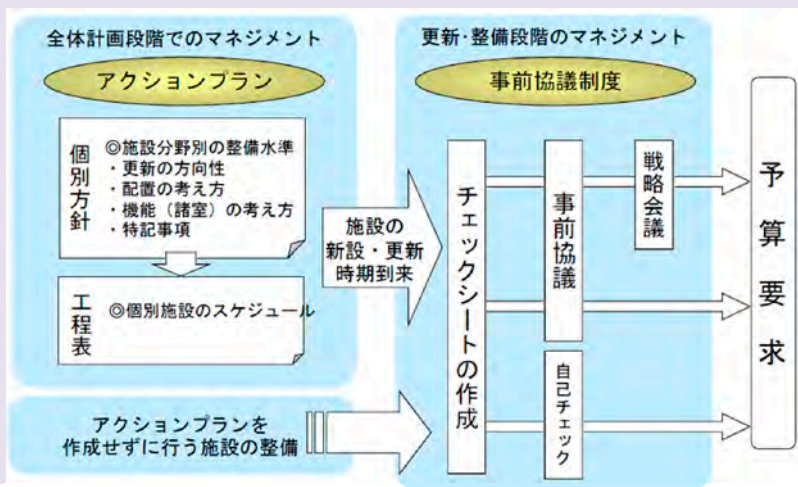 全体計画段階でのマネジメント
アクションプラン
個別方針
◎施設分野別の整備水準
・更新の方向性
・配置の考え方
・機能（諸室）の考え方
・特記事項
工程表
◎個別施設のスケジュール
アクションプランを
作成せずに行う施設の整備
施設の
新設・更新
時期到来
更新・整備段階のマネジメント
事前協議制度
チェックシートの作成
事前協議
戦略会議
自己チェック
予算要求